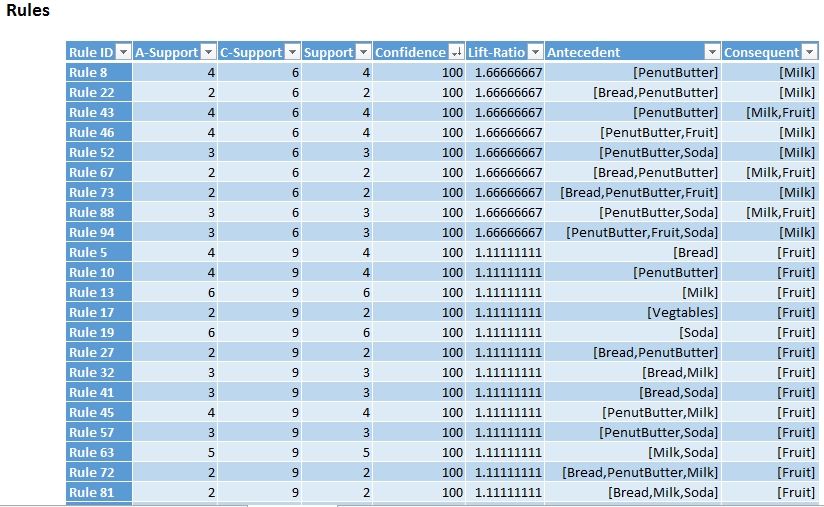 Rules
Rule ID A-Support C-Support Support Confidence Lift-Ratio Antecedent Consequent
Rule 8 4 6 4 100 1.66666667 [PenutButter] [Milk]
Rule 22 2 6 2 100 1.66666667 [Bread,PenutButter] [Milk]
Rule 43 4 6 4 100 1.66666667 [PenutButter] [Milk,Fruit]
Rule 46 4 6 4 100 1.66666667 [PenutButter,Fruit] [Milk]
Rule 52 3 6 3 100 1.66666667 [PenutButter,Soda] [Milk]
Rule 67 2 6 2 100 1.66666667 [Bread,PenutButter] [Milk,Fruit]
Rule 73 2 6 2 100 1.66666667 [Bread,PenutButter,Fruit] [Milk]
Rule 88 3 6 3 100 1.66666667 [PenutButter,Soda] [Milk,Fruit]
Rule 94 3 6 3 100 1.66666667 [PenutButter,Fruit,Soda] [Milk]
Rule 5 4 9 4 100 1.11111111 [Bread] [Fruit]
Rule 10 4 9 4 100 1.11111111 [PenutButter] [Fruit]
Rule 13 6 9 6 100 1.11111111 [Milk] [Fruit]
Rule 17 2 9 2 100 1.11111111 [Vegtables] [Fruit]
Rule 19 6 9 6 100 1.11111111 [Soda] [Fruit]
Rule 27 2 9 2 100 1.11111111 [Bread,PenutButter] [Fruit]
Rule 32 3 9 3 100 1.11111111 [Bread,Milk] [Fruit]
Rule 41 3 9 3 100 1.11111111 [Bread,Soda] [Fruit]
Rule 45 4 9 4 100 1.11111111 [PenutButter,Milk] [Fruit]
Rule 57 3 9 3 100 1.11111111 [PenutButter,Soda] [Fruit]
Rule 63 5 9 5 100 1.11111111 [Milk,Soda] [Fruit]
Rule 72 2 9 2 100 1.11111111 [Bread,PenutButter,Milk] [Fruit]
Rule 81 2 9 2 100 1.11111111 [Bread,Milk,Soda] [Fruit]